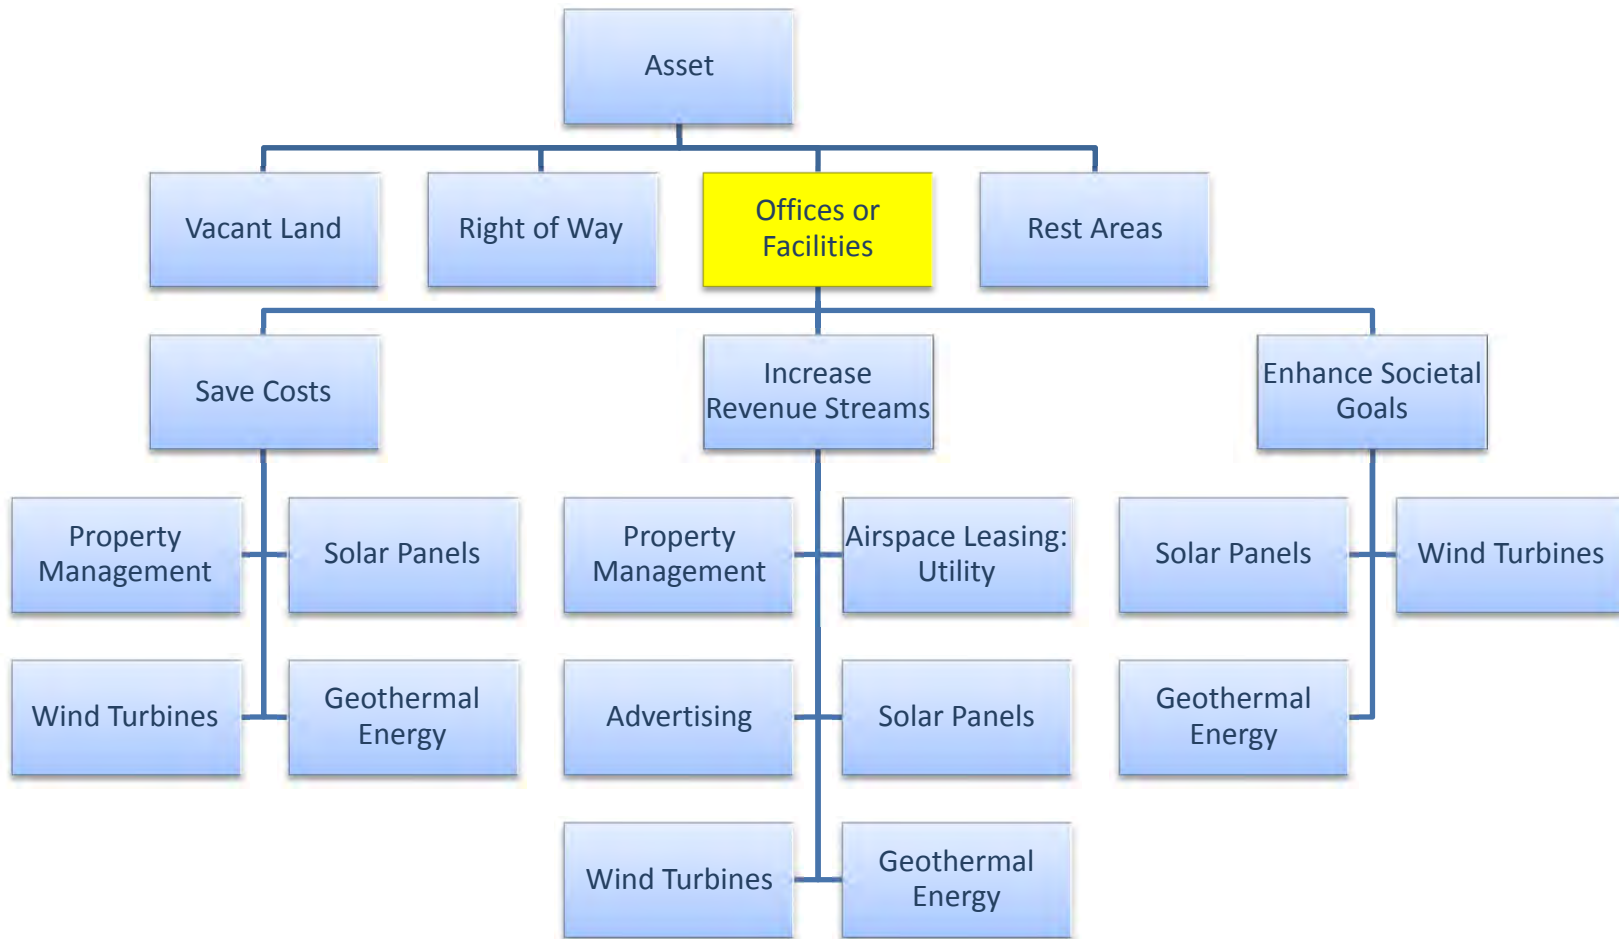 Asset
Vacant Land
Right of Way
Offices or
Facilities
Rest Areas
Save Costs
Increase
Revenue Streams
Enhance Societal
Goals
Property
Management
Solar Panels
Property
Management
Airspace Leasing:
Utility
Solar Panels
Wind Turbines
Wind Turbines
Geothermal
Energy
Advertising
Solar Panels
Geothermal
Energy
Wind Turbines
Geothermal
Energy